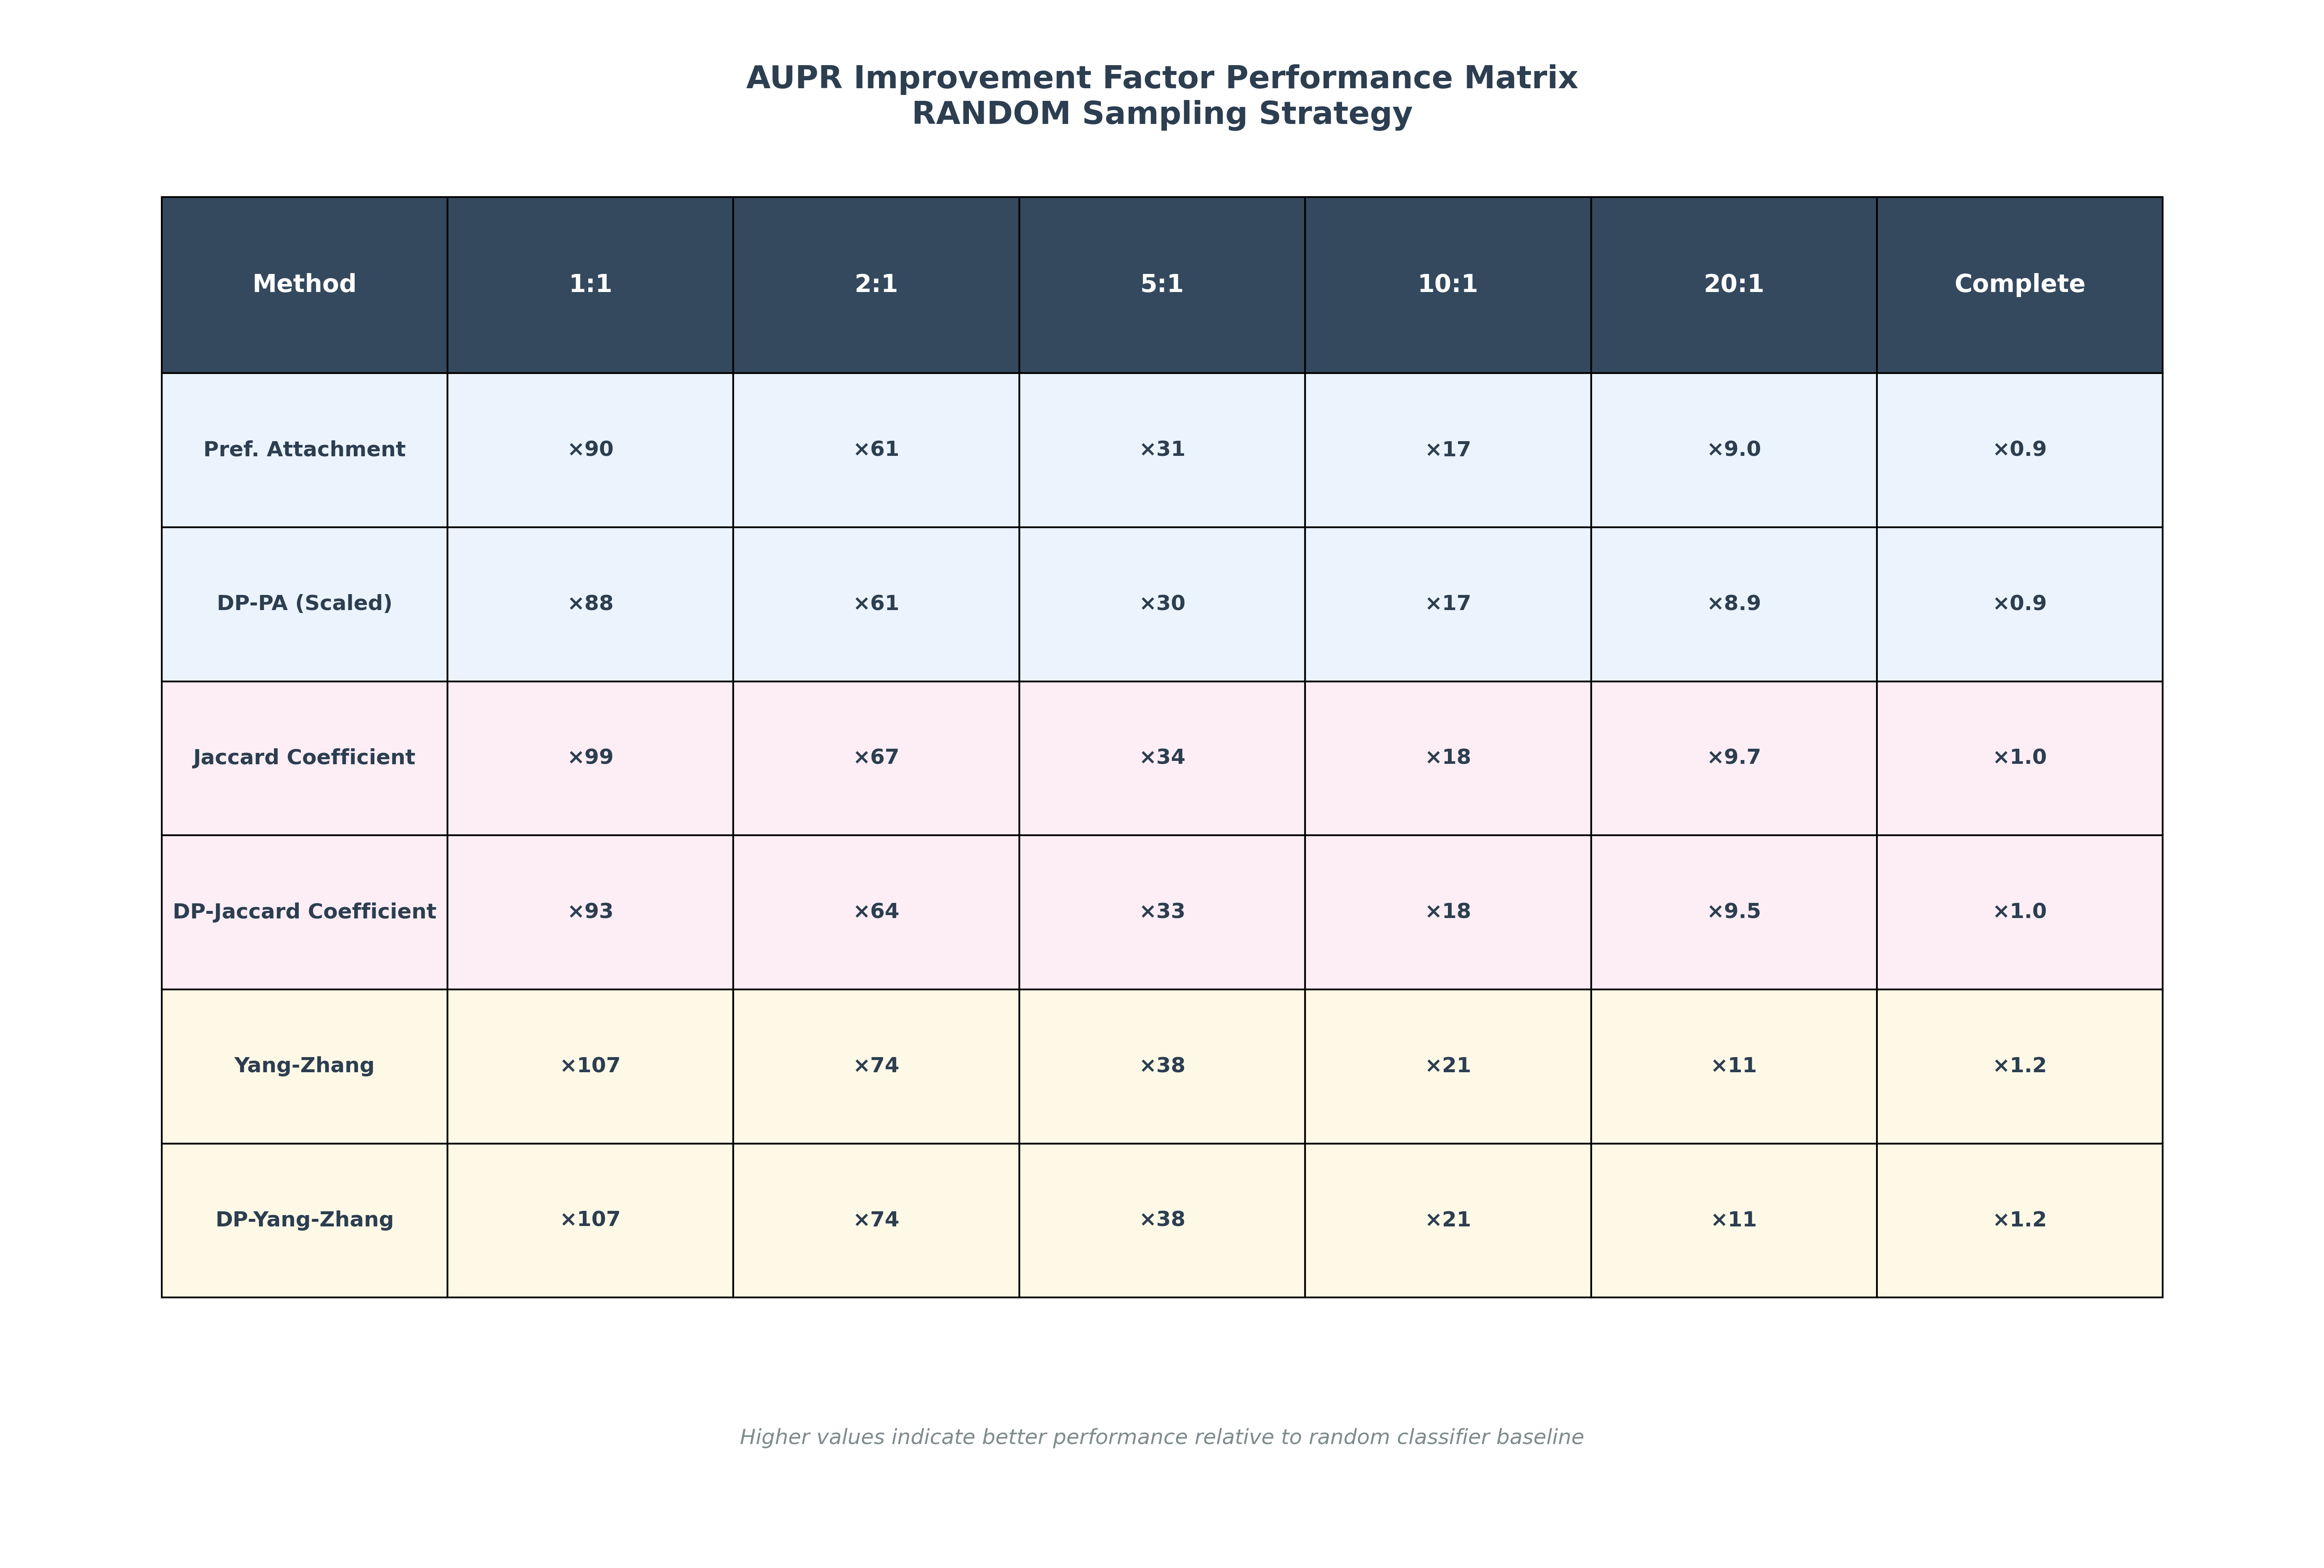 AUPR Improvement Factor Performance Matrix
RANDOM Sampling Strategy
Method 1:1 2:1 5:1 10:1 20:1 Complete
Pref. Attachment ×90 ×61 ×31 ×17 ×9.0 ×0.9
DP-PA (Scaled) ×88 ×61 ×30 ×17 ×8.9 ×0.9
Jaccard Coefficient ×99 ×67 ×34 ×18 ×9.7 ×1.0
DP-Jaccard Coefficient ×93 ×64 ×33 ×18 ×9.5 ×1.0
Yang-Zhang ×107 ×74 ×38 ×21 ×11 ×1.2
DP-Yang-Zhang ×107 ×74 ×38 ×21 ×11 ×1.2
Higher values indicate better performance relative to random classifier baseline